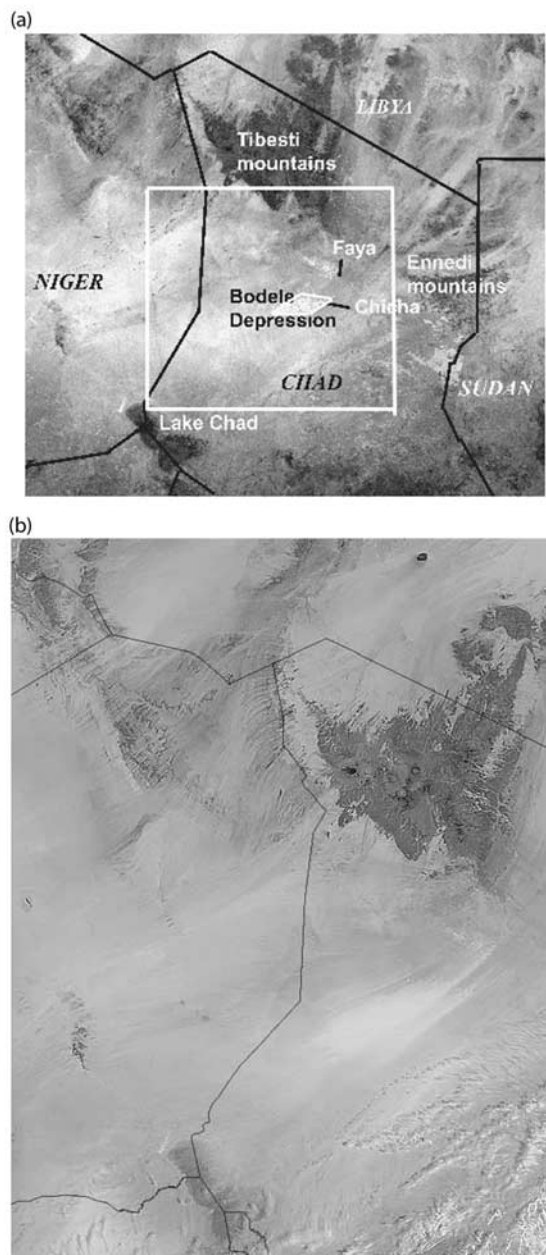 (a)
LIBYA
Tibesti
mountains
Faya
Ennedi
mountains
NIGER
Bodele
Depression
Chicha
CHAD
SUDAN
Lake Chad
(b)